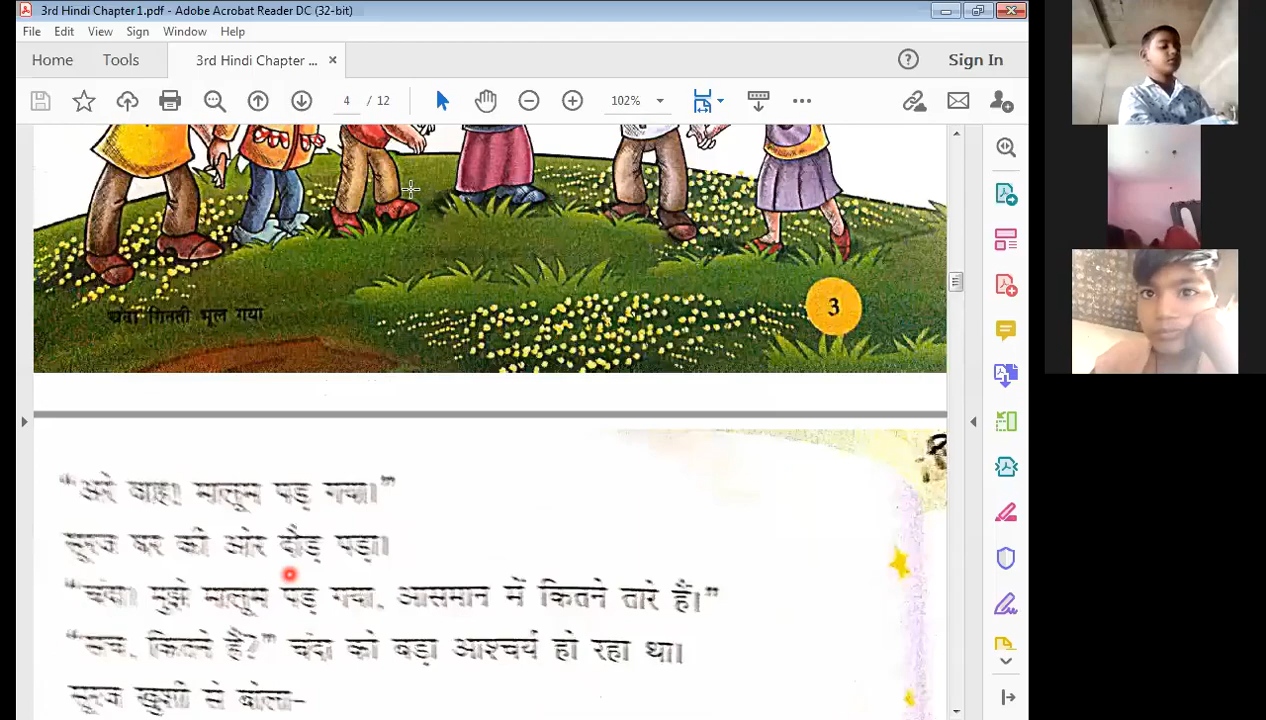 3rd Hindi Chapter 1.pdf - Adobe Acrobat Reader DC (32-bit)
File Edit View Sign Window Help
Home Tools 3rd Hindi Chapter ... × Sign In
4 / 12 102%
चंदा गिनती भूल गया
3
“अरे वाह! मालूम पड़ गया।”
सूरज घर की ओर दौड़ पड़ा।
“चंदा! मुझे मालूम पड़ गया, आसमान में कितने तारे हैं।”
“सच, कितने हैं?” चंदा को बड़ा आश्चर्य हो रहा था।
सूरज खुशी से बोला-